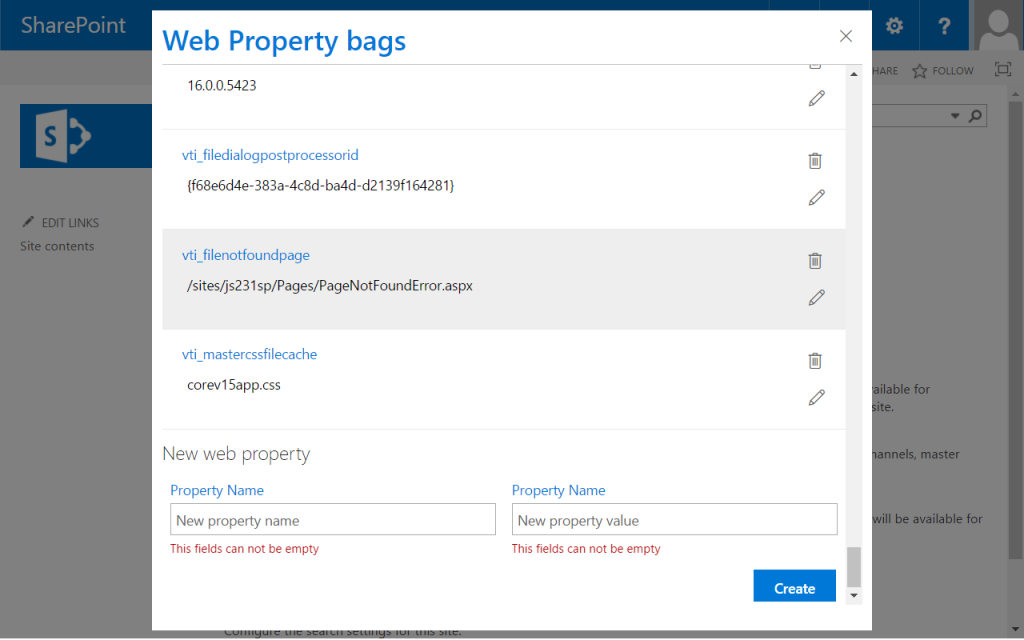 SharePoint
Web Property bags
?
HARE
FOLLOW
16.0.0.5423
S
vti_filedialogpostprocessorid
{f68e6d4e-383a-4c8d-ba4d-d2139f164281}
EDIT LINKS
Site contents
vti_filenotfoundpage
/sites/js231sp/Pages/PageNotFoundError.aspx
vti_mastercssfilecache
corev15app.css
ailable for
site.
hannels, master
will be available for
New web property
Property Name
Property Name
New property name
New property value
This fields can not be empty
This fields can not be empty
Create
Configure the search settings for this site.